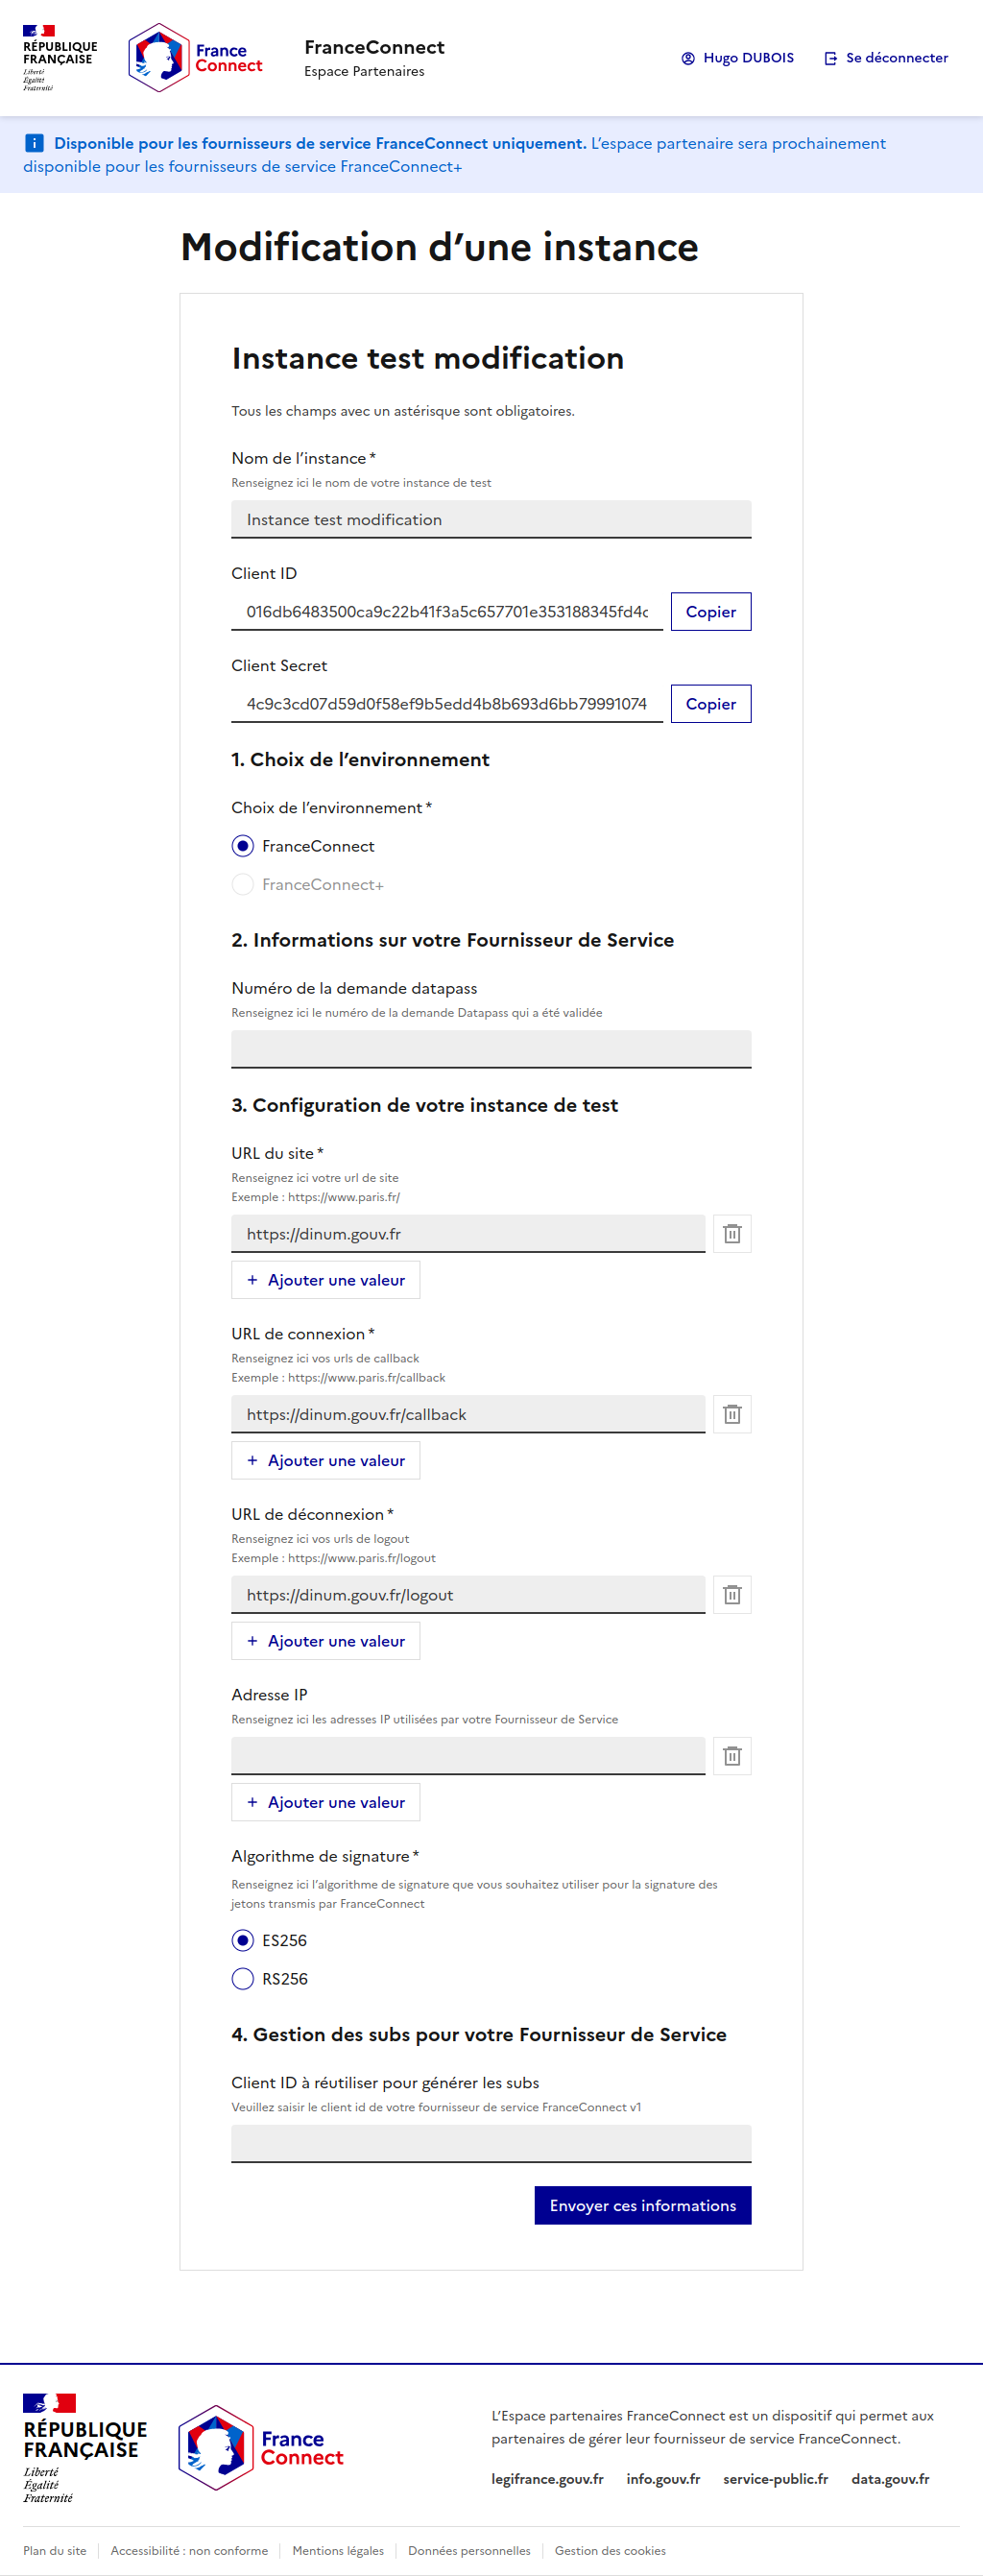 RÉPUBLIQUE
FRANÇAISE
Liberté
Égalité
Fraternité
France
Connect
FranceConnect
Espace Partenaires
Hugo DUBOIS
Se déconnecter
Disponible pour les fournisseurs de service FranceConnect uniquement. L’espace partenaire sera prochainement
disponible pour les fournisseurs de service FranceConnect+
Modification d’une instance
Instance test modification
Tous les champs avec un astérisque sont obligatoires.
Nom de l’instance *
Renseignez ici le nom de votre instance de test
Instance test modification
Client ID
016db6483500ca9c22b41f3a5c657701e353188345fd4c
Copier
Client Secret
4c9c3cd07d59d0f58ef9b5edd4b8b693d6bb79991074
Copier
1. Choix de l’environnement
Choix de l’environnement *
FranceConnect
FranceConnect+
2. Informations sur votre Fournisseur de Service
Numéro de la demande datapass
Renseignez ici le numéro de la demande Datapass qui a été validée
3. Configuration de votre instance de test
URL du site *
Renseignez ici votre url de site
Exemple : https://www.paris.fr/
https://dinum.gouv.fr
+ Ajouter une valeur
URL de connexion *
Renseignez ici vos urls de callback
Exemple : https://www.paris.fr/callback
https://dinum.gouv.fr/callback
+ Ajouter une valeur
URL de déconnexion *
Renseignez ici vos urls de logout
Exemple : https://www.paris.fr/logout
https://dinum.gouv.fr/logout
+ Ajouter une valeur
Adresse IP
Renseignez ici les adresses IP utilisées par votre Fournisseur de Service
+ Ajouter une valeur
Algorithme de signature *
Renseignez ici l’algorithme de signature que vous souhaitez utiliser pour la signature des
jetons transmis par FranceConnect
ES256
RS256
4. Gestion des subs pour votre Fournisseur de Service
Client ID à réutiliser pour générer les subs
Veuillez saisir le client id de votre fournisseur de service FranceConnect v1
Envoyer ces informations
RÉPUBLIQUE
FRANÇAISE
Liberté
Égalité
Fraternité
France
Connect
L’Espace partenaires FranceConnect est un dispositif qui permet aux
partenaires de gérer leur fournisseur de service FranceConnect.
legifrance.gouv.fr info.gouv.fr service-public.fr data.gouv.fr
Plan du site Accessibilité : non conforme Mentions légales Données personnelles Gestion des cookies